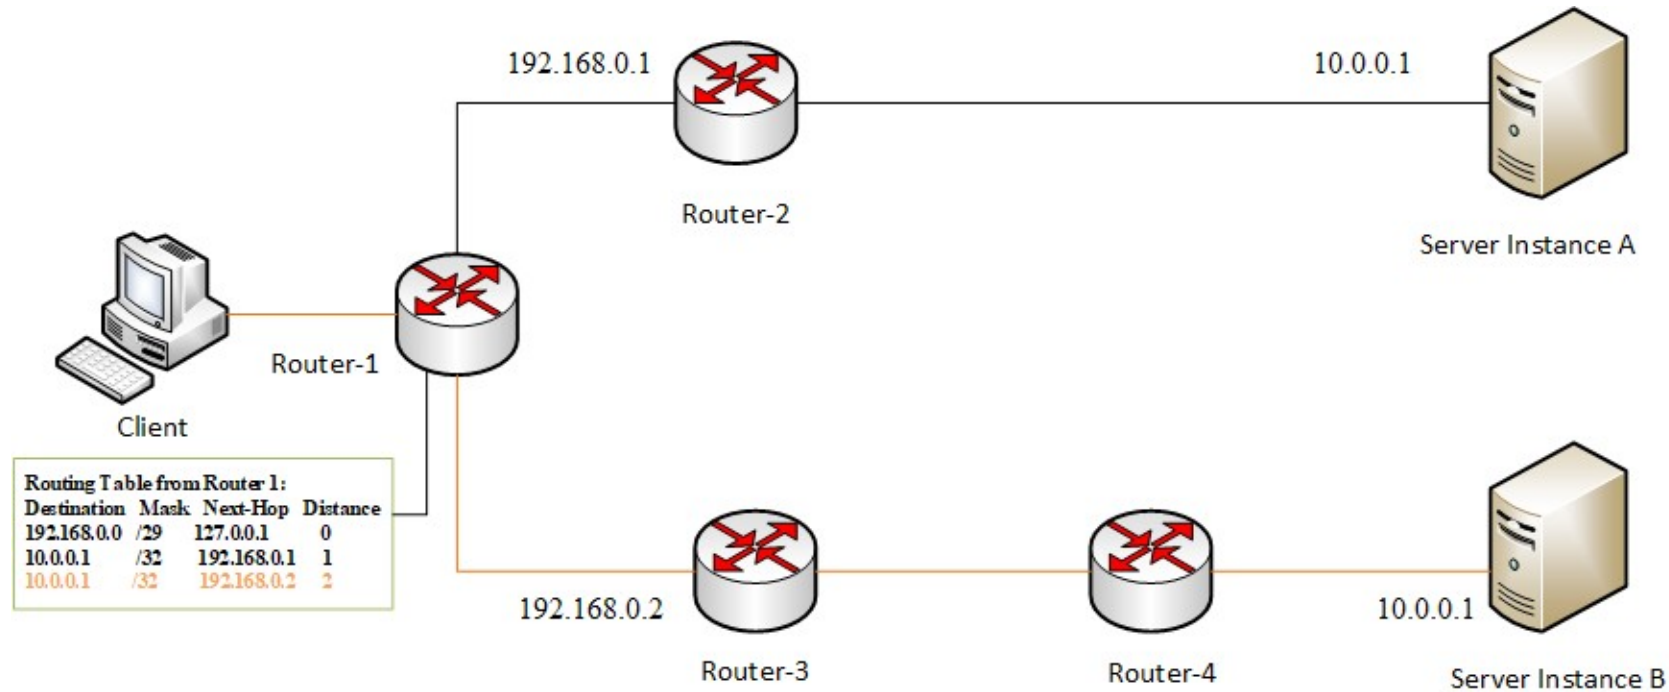 192.168.0.1
10.0.0.1
Router-2
Server Instance A
Router-1
Client
Routing Table from Router 1:
Destination Mask Next-Hop Distance
192.168.0.0 /29 127.0.0.1 0
10.0.0.1 /32 192.168.0.1 1
10.0.0.1 /32 192.168.0.2 2
192.168.0.2
10.0.0.1
Router-3
Router-4
Server Instance B